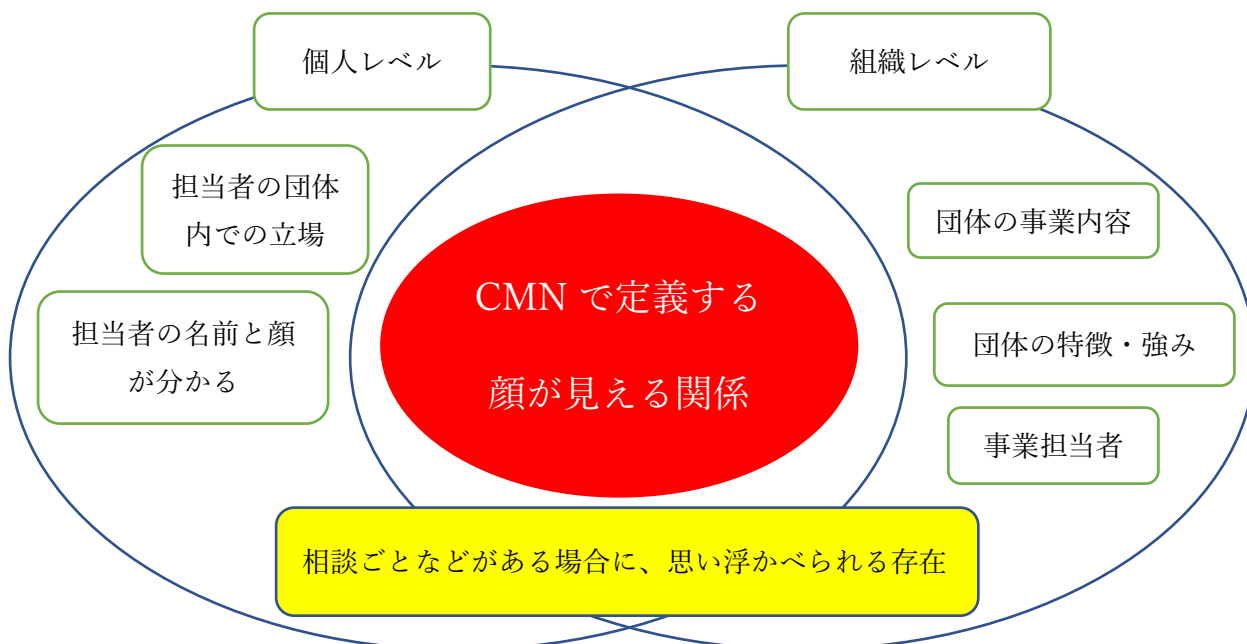 個人レベル
組織レベル
担当者の団体
内での立場
担当者の名前と顔
が分かる
CMN で定義する
顔が見える関係
団体の事業内容
団体の特徴・強み
事業担当者
相談ごとなどがある場合に、思い浮かべられる存在